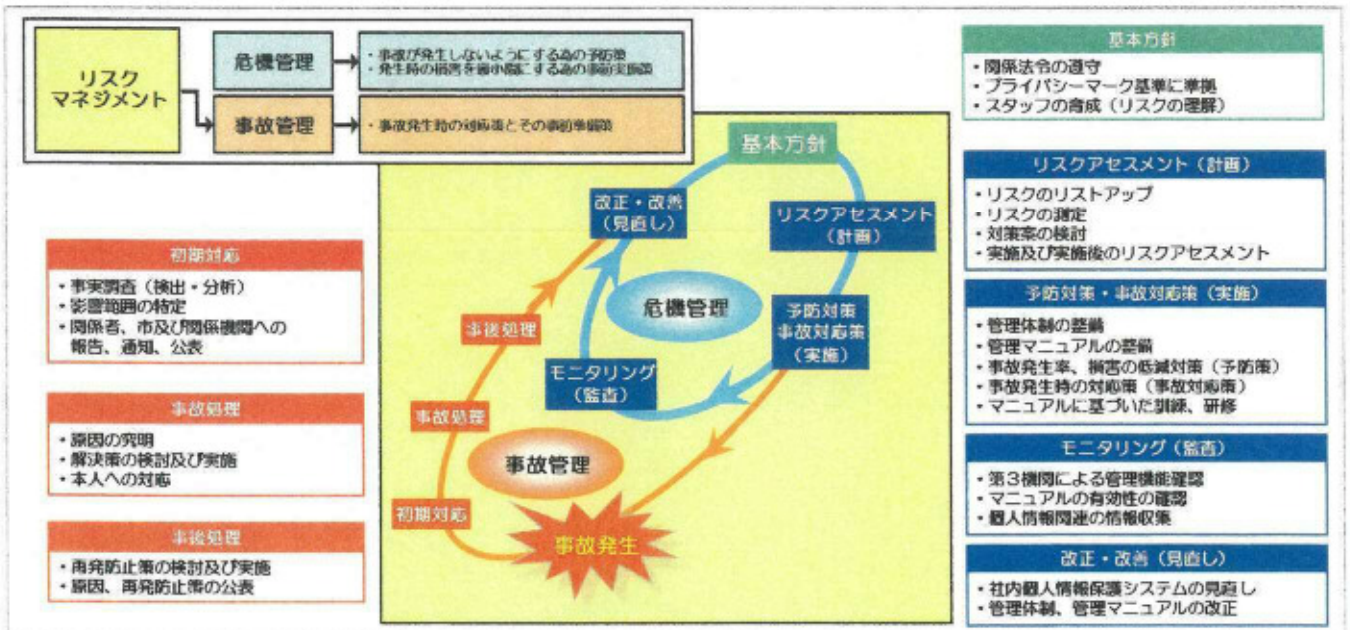 リスク
マネジメント
危機管理
・事故が発生しないようにする為の予防策
・発生時の損害を最小限にする為の事前実施策
事故管理
・事故発生時の対応策とその事前準備策
基本方針
改正・改善
(見直し)
リスクアセスメント
(計画)
危機管理
予防対策
事故対応策
(実施)
事後処理
モニタリング
(監査)
事故処理
事故管理
初期対応
事故発生
初期対応
・事実調査(検出・分析)
・影響範囲の特定
・関係者、市及び関係機関への
報告、通知、公表
事故処理
・原因の究明
・解決策の検討及び実施
・本人への対応
事後処理
・再発防止策の検討及び実施
・原因、再発防止策の公表
基本方針
・関係法令の遵守
・プライバシーマーク基準に準拠
・スタッフの育成(リスクの理解)
リスクアセスメント(計画)
・リスクのリストアップ
・リスクの測定
・対策案の検討
・実施及び実施後のリスクアセスメント
予防対策・事故対応策(実施)
・管理体制の整備
・管理マニュアルの整備
・事故発生率、損害の低減対策(予防策)
・事故発生時の対応策(事故対応策)
・マニュアルに基づいた訓練、研修
モニタリング(監査)
・第3機関による管理機能確認
・マニュアルの有効性の確認
・個人情報関連の情報収集
改正・改善(見直し)
・社内個人情報保護システムの見直し
・管理体制、管理マニュアルの改正